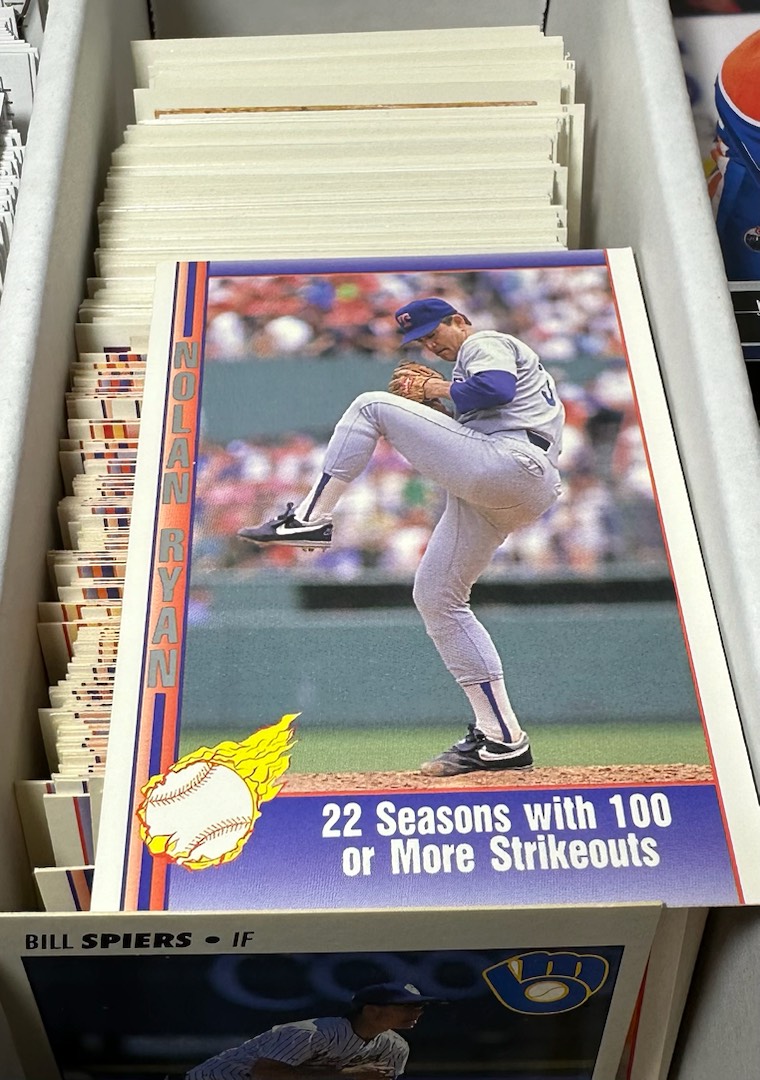 NOLAN RYAN
22 Seasons with 100
or More Strikeouts
BILL SPIERS • IF